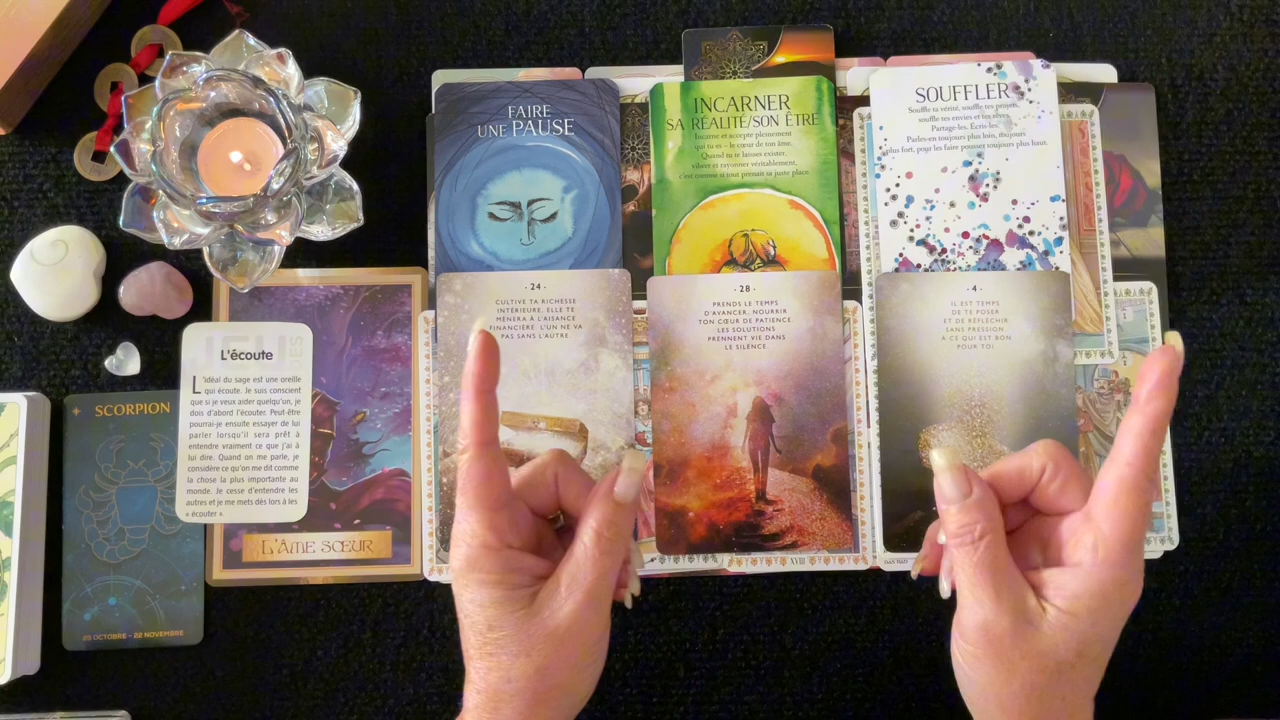 FAIRE
UNE PAUSE
INCARNER
SA RÉALITÉ/SON ÊTRE
Incarne et accepte pleinement
qui tu es – le cœur de ton âme.
Quand tu te laisses exister,
vibrer et rayonner véritablement,
c'est comme si tout prenait sa juste place.
SOUFFLER
Souffle ta vérité, souffle tes projets,
souffle tes envies et tes rêves.
Partage-les. Écris-les.
Parles-en toujours plus loin, toujours
plus fort, pour les faire pousser toujours plus haut.
· 24 ·
CULTIVE TA RICHESSE
INTÉRIEURE. ELLE TE
MÈNERA À L'AISANCE
FINANCIÈRE. L'UN NE VA
PAS SANS L'AUTRE.
· 28 ·
PRENDS LE TEMPS
D'AVANCER. NOURRIR
TON CŒUR DE PATIENCE.
LES SOLUTIONS
PRENNENT VIE DANS
LE SILENCE.
· 4 ·
IL EST TEMPS
DE TE POSER
ET DE RÉFLÉCHIR
SANS PRESSION
À CE QUI EST BON
POUR TOI
L'écoute
L'idéal du sage est une oreille
qui écoute. Je suis conscient
que si je veux aider quelqu'un, je
dois d'abord l'écouter. Peut-être
pourrai-je ensuite essayer de lui
parler lorsqu'il sera prêt à
entendre vraiment ce que j'ai à
lui dire. Quand on me parle, je
considère ce qu'on me dit comme
la chose la plus importante au
monde. Je cesse d'entendre les
autres et je me mets dès lors à les
« écouter ».
SCORPION
23 OCTOBRE - 22 NOVEMBRE
L'ÂME SŒUR
XVIII